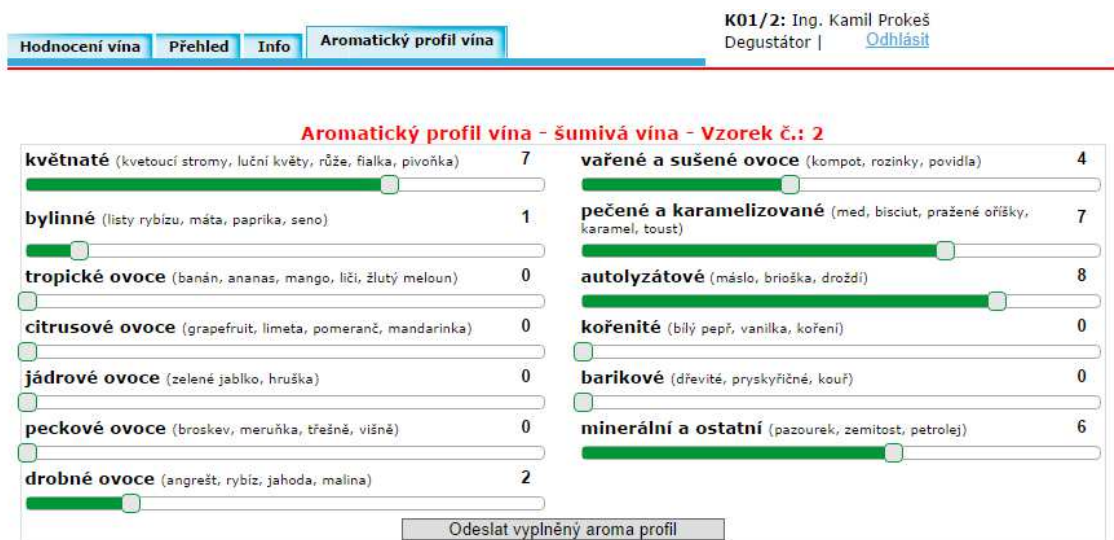 Hodnocení vína Přehled Info Aromatický profil vína
K01/2: Ing. Kamil Prokeš
Degustátor | Odhlásit
Aromatický profil vína - šumivá vína - Vzorek č.: 2
květnaté (kvetoucí stromy, luční květy, růže, fialka, pivoňka) 7
bylinné (listy rybízu, máta, paprika, seno) 1
tropické ovoce (banán, ananas, mango, liči, žlutý meloun) 0
citrusové ovoce (grapefruit, limeta, pomeranč, mandarinka) 0
jádrové ovoce (zelené jablko, hruška) 0
peckové ovoce (broskev, meruňka, třešně, višně) 0
drobné ovoce (angrešt, rybíz, jahoda, malina) 2
vařené a sušené ovoce (kompot, rozinky, povidla) 4
pečené a karamelizované (med, bisciut, pražené oříšky,
karamel, toust) 7
autolyzátové (máslo, brioška, droždí) 8
kořenité (bílý pepř, vanilka, koření) 0
barikové (dřevité, pryskyřičné, kouř) 0
minerální a ostatní (pazourek, zemitost, petrolej) 6
Odeslat vyplněný aroma profil